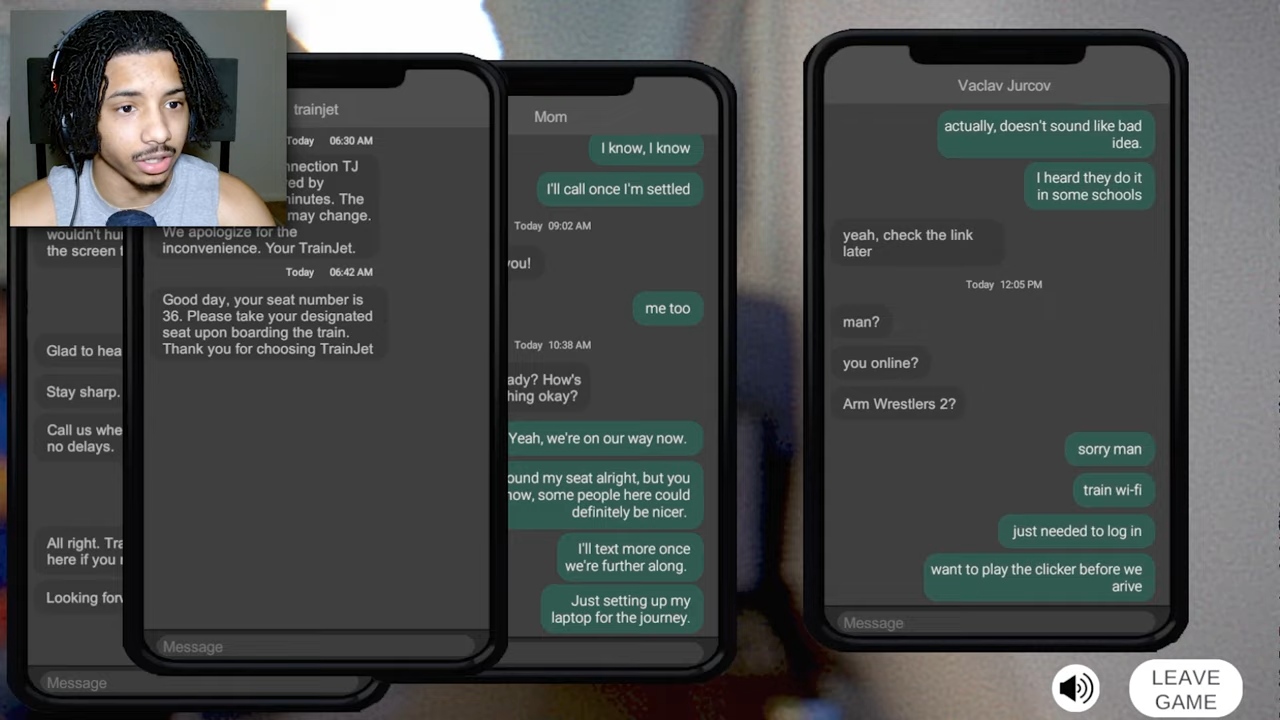 the screen
Glad to hea
Stay sharp.
Call us whe
no delays.
All right. Tra
here if you
Looking forw
Message
trainjet
Today 06:30 AM
nnection TJ
ed by
inutes. The
may change.
We apologize for the
inconvenience. Your TrainJet.
Today 06:42 AM
Good day, your seat number is
36. Please take your designated
seat upon boarding the train.
Thank you for choosing TrainJet
Message
Mom
I know, I know
I'll call once I'm settled
Today 09:02 AM
you!
me too
Today 10:38 AM
ady? How's
hing okay?
Yeah, we're on our way now.
ound my seat alright, but you
now, some people here could
definitely be nicer.
I'll text more once
we're further along.
Just setting up my
laptop for the journey.
Vaclav Jurcov
actually, doesn't sound like bad
idea.
I heard they do it
in some schools
yeah, check the link
later
Today 12:05 PM
man?
you online?
Arm Wrestlers 2?
sorry man
train wi-fi
just needed to log in
want to play the clicker before we
arive
Message
LEAVE
GAME